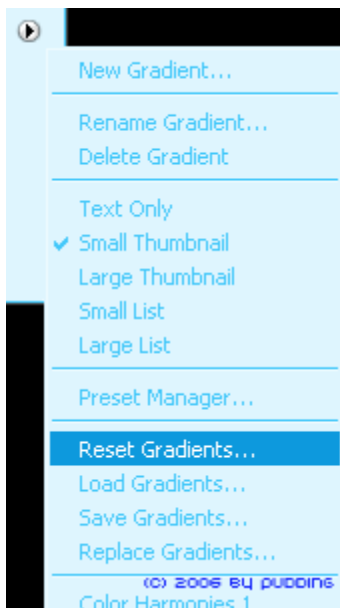 New Gradient...
Rename Gradient...
Delete Gradient
Text Only
Small Thumbnail
Large Thumbnail
Small List
Large List
Preset Manager...
Reset Gradients...
Load Gradients...
Save Gradients...
Replace Gradients...
(c) 2006 By PUDDING
Color Harmonies 1